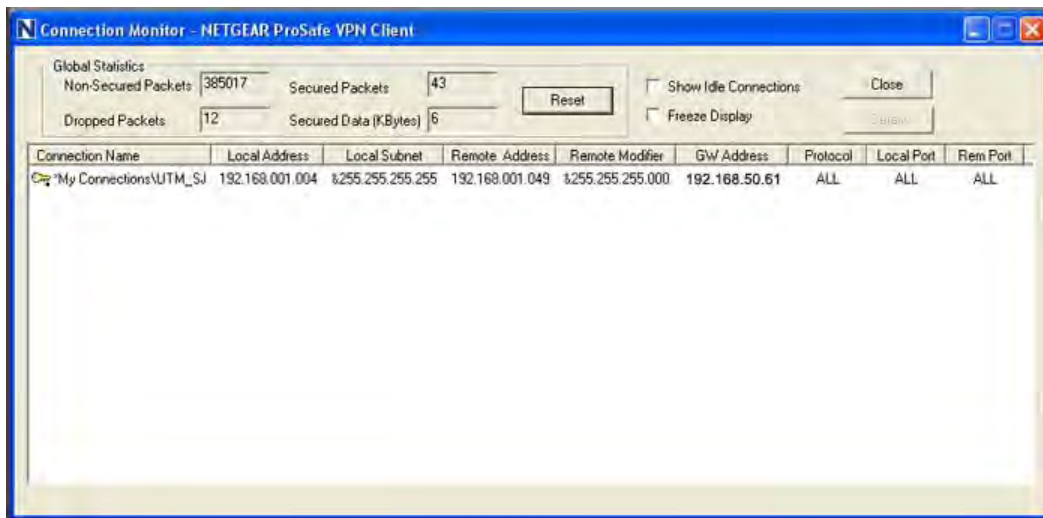 Connection Monitor - NETGEAR ProSafe VPN Client
Global Statistics
Non-Secured Packets 385017 Secured Packets 43 Reset Show Idle Connections Close
Dropped Packets 12 Secured Data (KBytes) 6 Freeze Display
Connection Name Local Address Local Subnet Remote Address Remote Modifier GW Address Protocol Local Port Rem Port
"My Connections\UTM_SJ 192.168.001.004 &255.255.255.255 192.168.001.049 &255.255.255.000 192.168.50.61 ALL ALL ALL